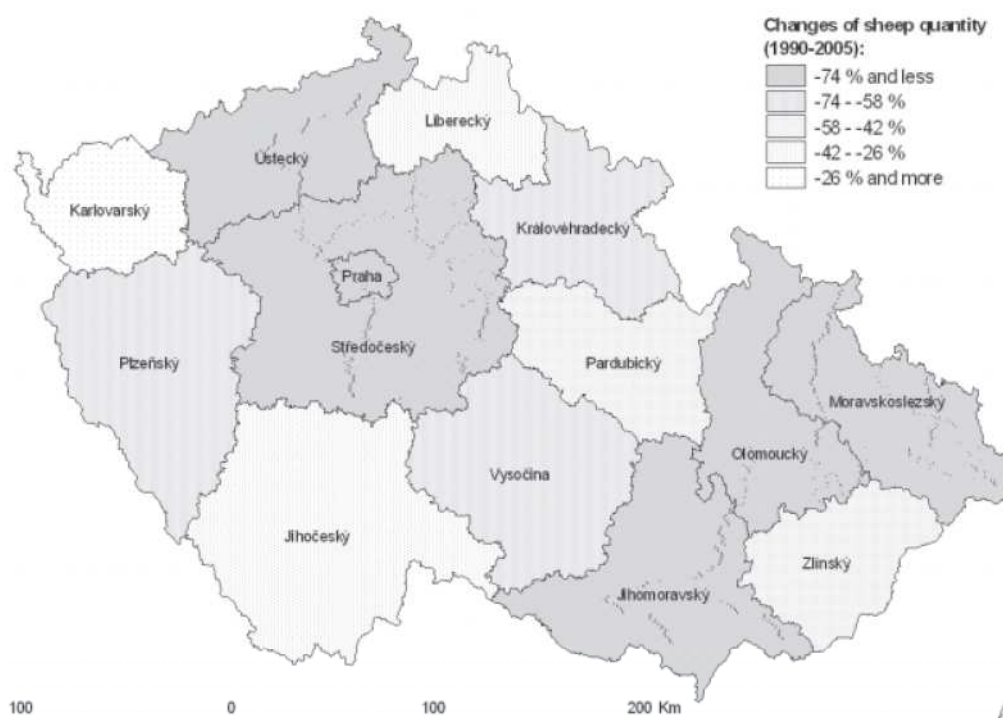 Changes of sheep quantity
(1990-2005):
-74 % and less
-74 - -58 %
-58 - -42 %
-42 - -26 %
-26 % and more
Liberecký
Ústecký
Karlovarský
Královéhradecký
Praha
Středočeský
Plzeňský
Pardubický
Moravskoslezský
Olomoucký
Vysočina
Jihočeský
Zlínský
Jihomoravský
100 0 100 200 Km